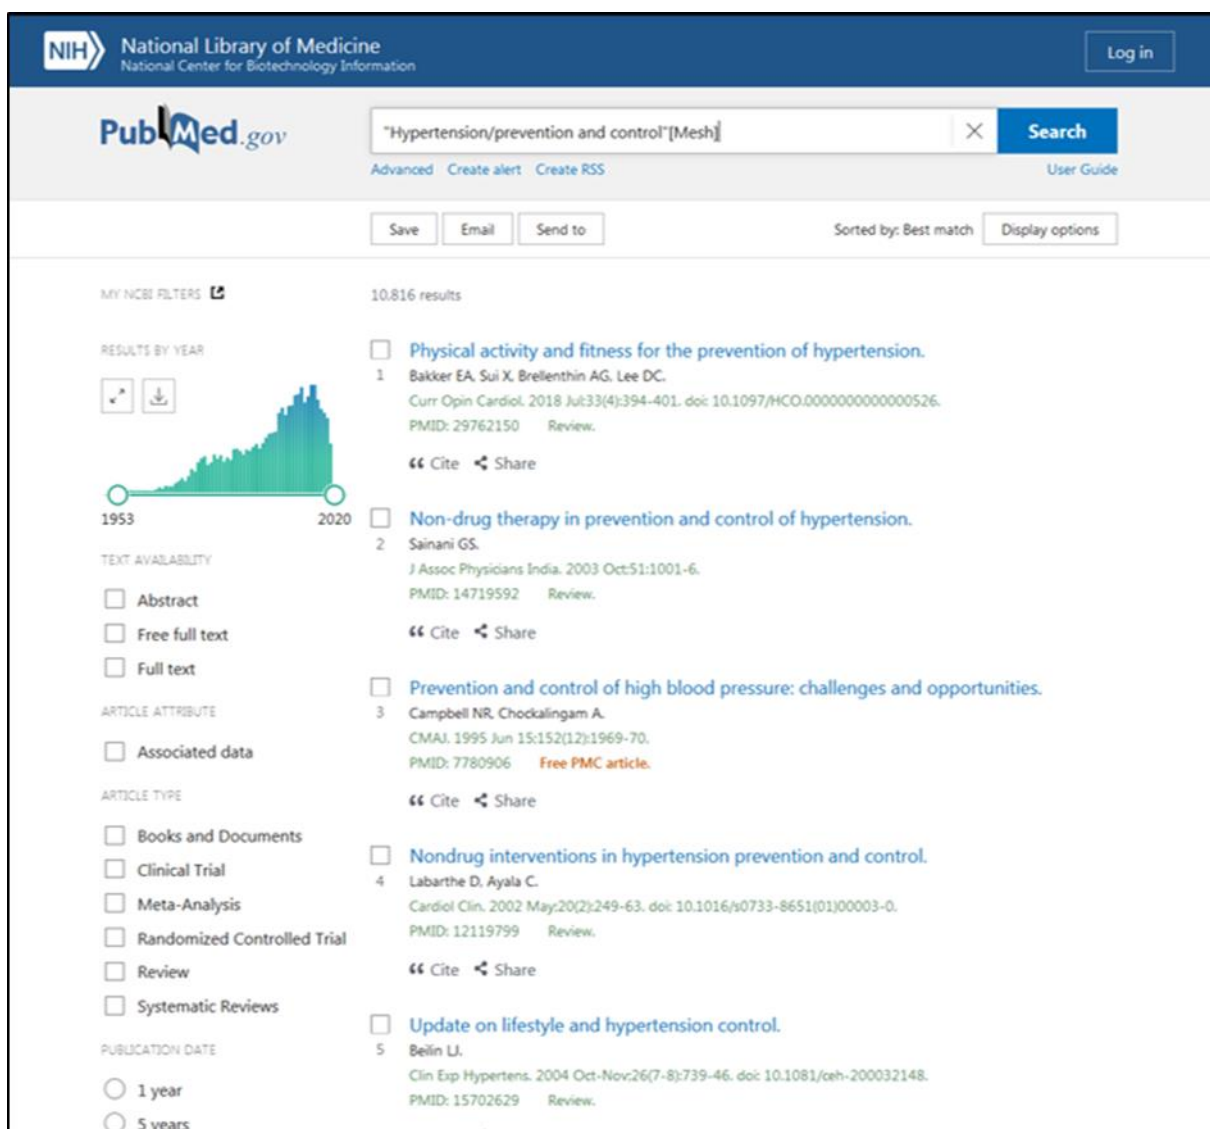 NIH National Library of Medicine
National Center for Biotechnology Information
Log in
PubMed.gov
"Hypertension/prevention and control"[Mesh]
Search
Advanced Create alert Create RSS
User Guide
Save Email Send to
Sorted by: Best match Display options
MY NCBI FILTERS
10,816 results
RESULTS BY YEAR
1953 2020
TEXT AVAILABILITY
Abstract
Free full text
Full text
ARTICLE ATTRIBUTE
Associated data
ARTICLE TYPE
Books and Documents
Clinical Trial
Meta-Analysis
Randomized Controlled Trial
Review
Systematic Reviews
PUBLICATION DATE
1 year
5 years
Physical activity and fitness for the prevention of hypertension.
1 Bakker EA, Sui X, Brellenthin AG, Lee DC.
Curr Opin Cardiol. 2018 Jul;33(4):394-401. doi: 10.1097/HCO.0000000000000526.
PMID: 29762150 Review.
Cite Share
Non-drug therapy in prevention and control of hypertension.
2 Sainani GS.
J Assoc Physicians India. 2003 Oct;51:1001-6.
PMID: 14719592 Review.
Cite Share
Prevention and control of high blood pressure: challenges and opportunities.
3 Campbell NR, Chockalingam A.
CMAJ. 1995 Jun 15;152(12):1969-70.
PMID: 7780906 Free PMC article.
Cite Share
Nondrug interventions in hypertension prevention and control.
4 Labarthe D, Ayala C.
Cardiol Clin. 2002 May;20(2):249-63. doi: 10.1016/s0733-8651(01)00003-0.
PMID: 12119799 Review.
Cite Share
Update on lifestyle and hypertension control.
5 Beilin LJ.
Clin Exp Hypertens. 2004 Oct-Nov;26(7-8):739-46. doi: 10.1081/ceh-200032148.
PMID: 15702629 Review.